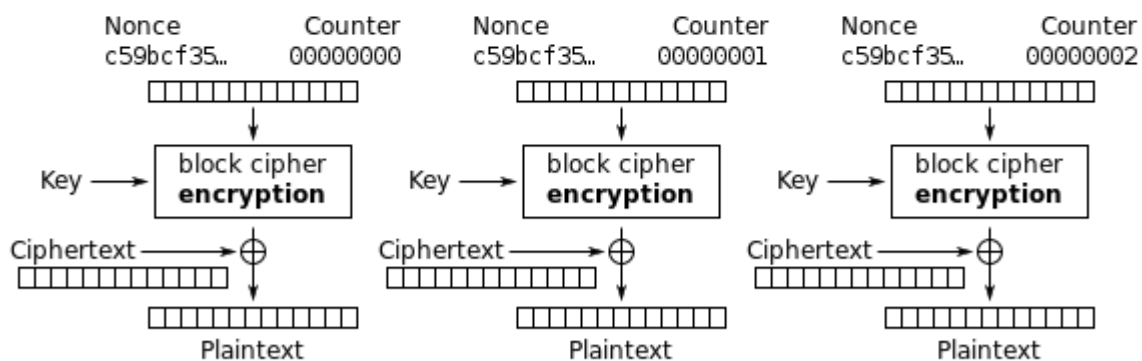 Nonce Counter Nonce Counter Nonce Counter
c59bcf35… 00000000 c59bcf35… 00000001 c59bcf35… 00000002
block cipher block cipher block cipher
Key encryption Key encryption Key encryption
Ciphertext Ciphertext Ciphertext
Plaintext Plaintext Plaintext